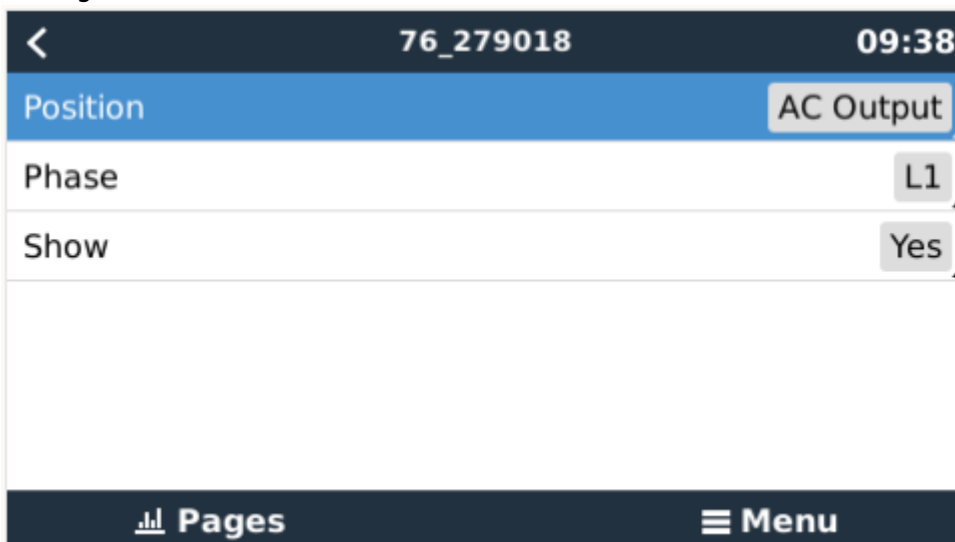 76_279018 09:38
Position AC Output
Phase L1
Show Yes
Pages Menu